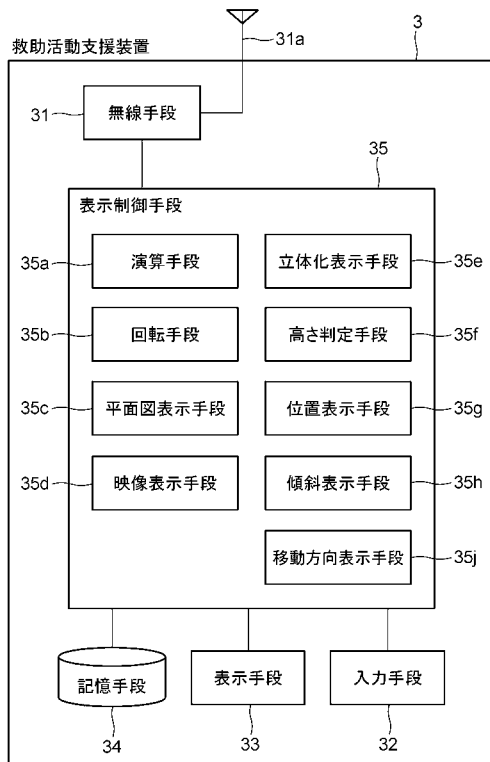 31a
3
救助活動支援装置
31
無線手段
35
表示制御手段
35a
演算手段
立体化表示手段
35e
35b
回転手段
高さ判定手段
35f
35c
平面図表示手段
位置表示手段
35g
35d
映像表示手段
傾斜表示手段
35h
移動方向表示手段
35j
記憶手段
表示手段
入力手段
34
33
32